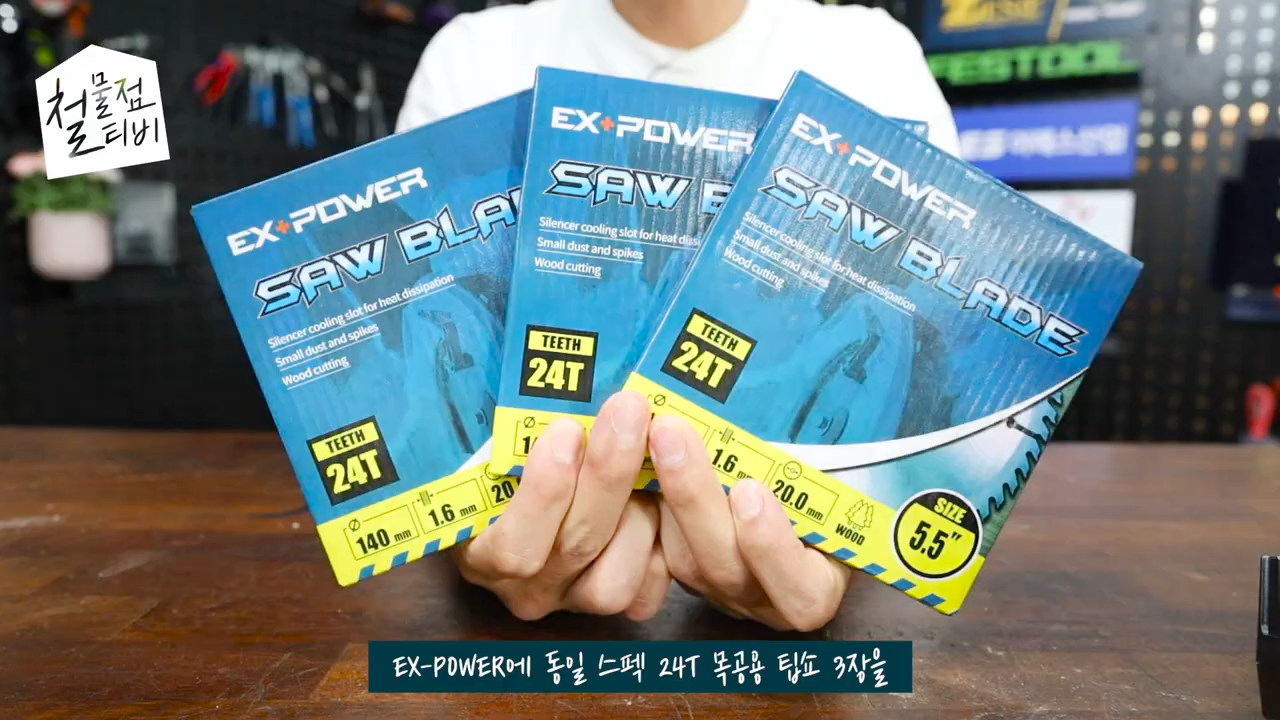 철물점
티비
FESTOOL
EX+POWER
SAW BLA
Silencer cooling slot for heat dissipation
Small dust and spikes
Wood cutting
TEETH
24T
140 mm
1.6 mm
20
EX+POWER
SAW B
Silencer cooling slot for heat dissi
Small dust and spikes
Wood cutting
TEETH
24T
EX+POWER
SAW BLADE
Silencer cooling slot for heat dissipation
Small dust and spikes
Wood cutting
TEETH
24T
1.6 mm
20.0 mm
WOOD
SIZE
5.5"
EX-POWER에 동일 스펙 24T 목공용 팁쇼 3장을